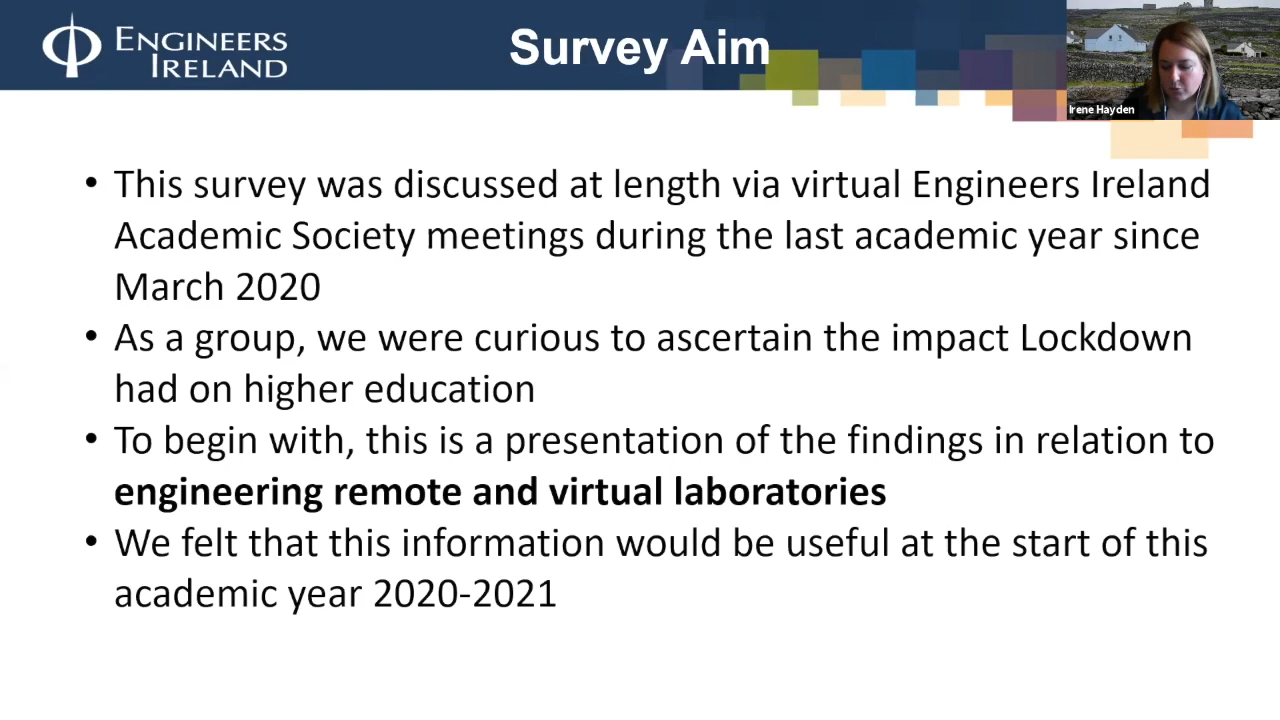 ENGINEERS
IRELAND
Survey Aim
Irene Hayden
• This survey was discussed at length via virtual Engineers Ireland
Academic Society meetings during the last academic year since
March 2020
• As a group, we were curious to ascertain the impact Lockdown
had on higher education
• To begin with, this is a presentation of the findings in relation to
engineering remote and virtual laboratories
• We felt that this information would be useful at the start of this
academic year 2020-2021